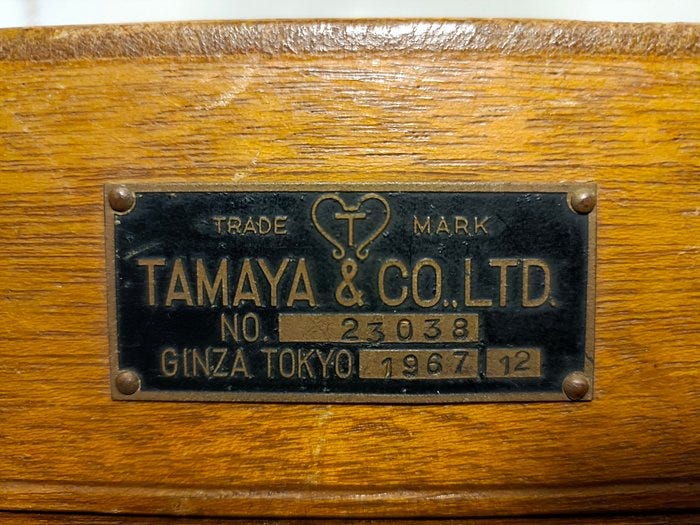 TRADE T MARK
TAMAYA & CO., LTD.
NO. 23038
GINZA TOKYO 1967 12